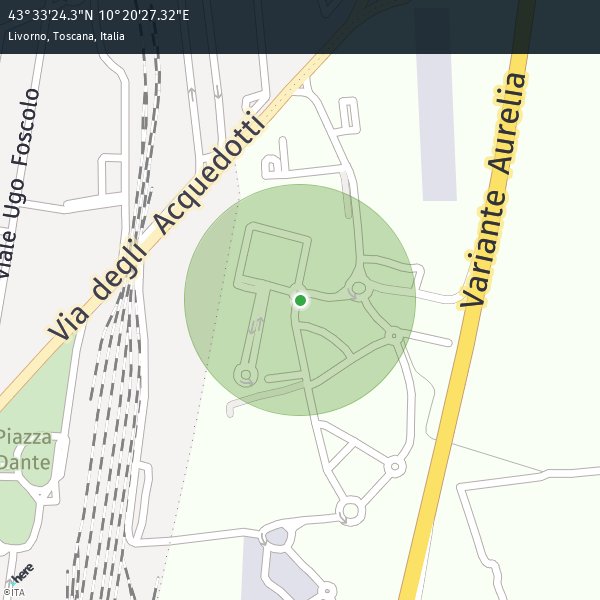 43°33'24.3"N 10°20'27.32"E
Livorno, Toscana, Italia
Viale Ugo Foscolo
Via degli Acquedotti
Variante Aurelia
Piazza
Dante
here
©ITA